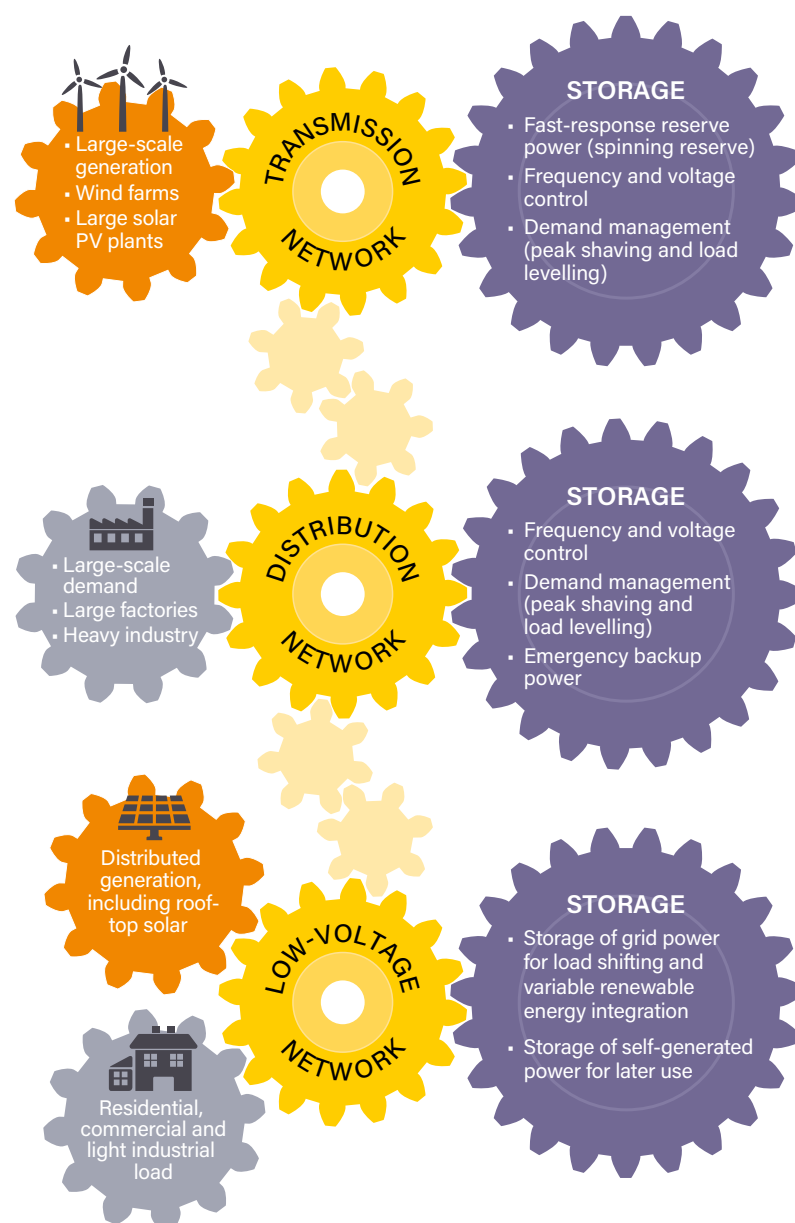 ▪ Large-scale
generation
▪ Wind farms
▪ Large solar
PV plants
TRANSMISSION
NETWORK
STORAGE
▪ Fast-response reserve
power (spinning reserve)
▪ Frequency and voltage
control
▪ Demand management
(peak shaving and load
levelling)
▪ Large-scale
demand
▪ Large factories
▪ Heavy industry
DISTRIBUTION
NETWORK
STORAGE
▪ Frequency and voltage
control
▪ Demand management
(peak shaving and
load levelling)
▪ Emergency backup
power
Distributed
generation,
including roof-
top solar
Residential,
commercial and
light industrial
load
LOW-VOLTAGE
NETWORK
STORAGE
▪ Storage of grid power
for load shifting and
variable renewable
energy integration
▪ Storage of self-generated
power for later use